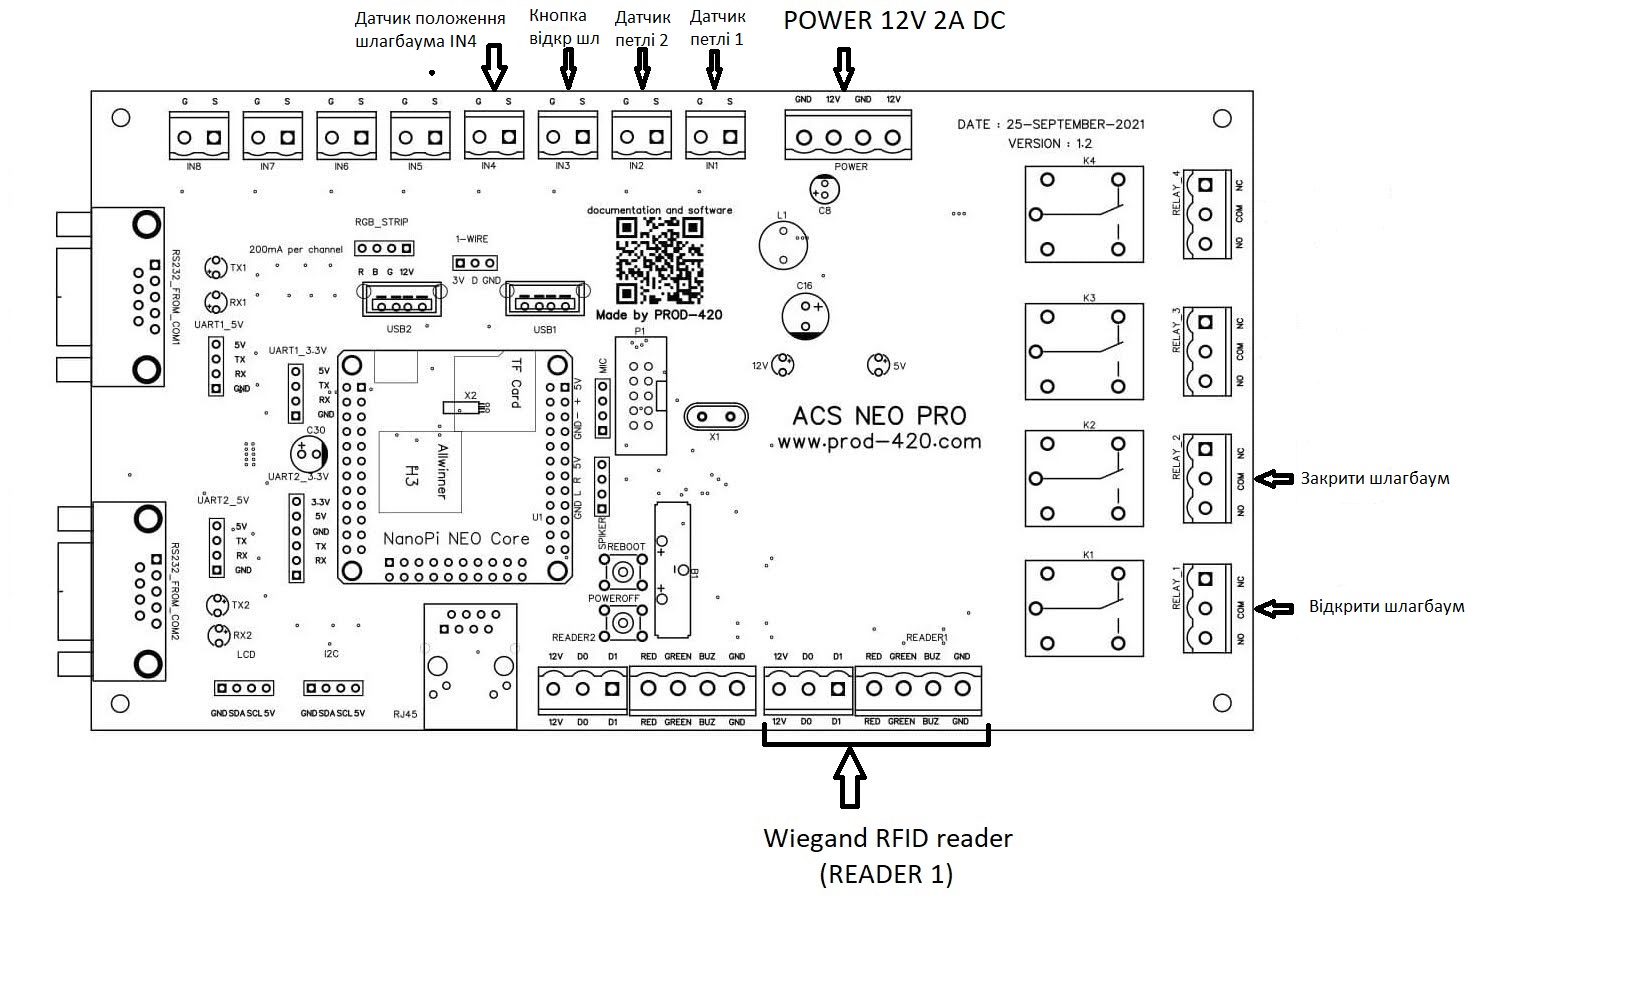 Датчик положення
шлагбаума IN4
Кнопка
відкр шл
Датчик
петлі 2
Датчик
петлі 1
POWER 12V 2A DC
G S
G S
G S
G S
G S
G S
G S
G S
GND 12V GND 12V
IN8
IN7
IN6
IN5
IN4
IN3
IN2
IN1
POWER
DATE : 25-SEPTEMBER-2021
VERSION : 1.2
K4
RELAY_4
NC
COM
NO
C8
L1
documentation and software
Made by PROD-420
RGB_STRIP
200mA per channel
R B G 12V
1-WIRE
3V D GND
USB2
USB1
RS232_FROM_COM1
TX1
RX1
UART1_5V
5V
TX
RX
GND
UART1_3.3V
5V
TX
RX
GND
C16
K3
RELAY_3
NC
COM
NO
P1
12V
5V
MIC
GND - + 5V
X1
ACS NEO PRO
www.prod-420.com
TF Card
X2
Allwinner
H3
NanoPi NEO Core
U1
C30
UART2_3.3V
3.3V
5V
GND
TX
RX
UART2_5V
5V
TX
RX
GND
SPIKER
GND L R 5V
K2
RELAY_2
NC
COM
NO
Закрити шлагбаум
RS232_FROM_COM2
TX2
RX2
LCD
GND SDA SCL 5V
I2C
GND SDA SCL 5V
RJ45
REBOOT
POWEROFF
B1
+
+
K1
RELAY_1
NC
COM
NO
Відкрити шлагбаум
READER2
12V D0 D1 RED GREEN BUZ GND
12V D0 D1 RED GREEN BUZ GND
READER1
12V D0 D1 RED GREEN BUZ GND
12V D0 D1 RED GREEN BUZ GND
Wiegand RFID reader
(READER 1)